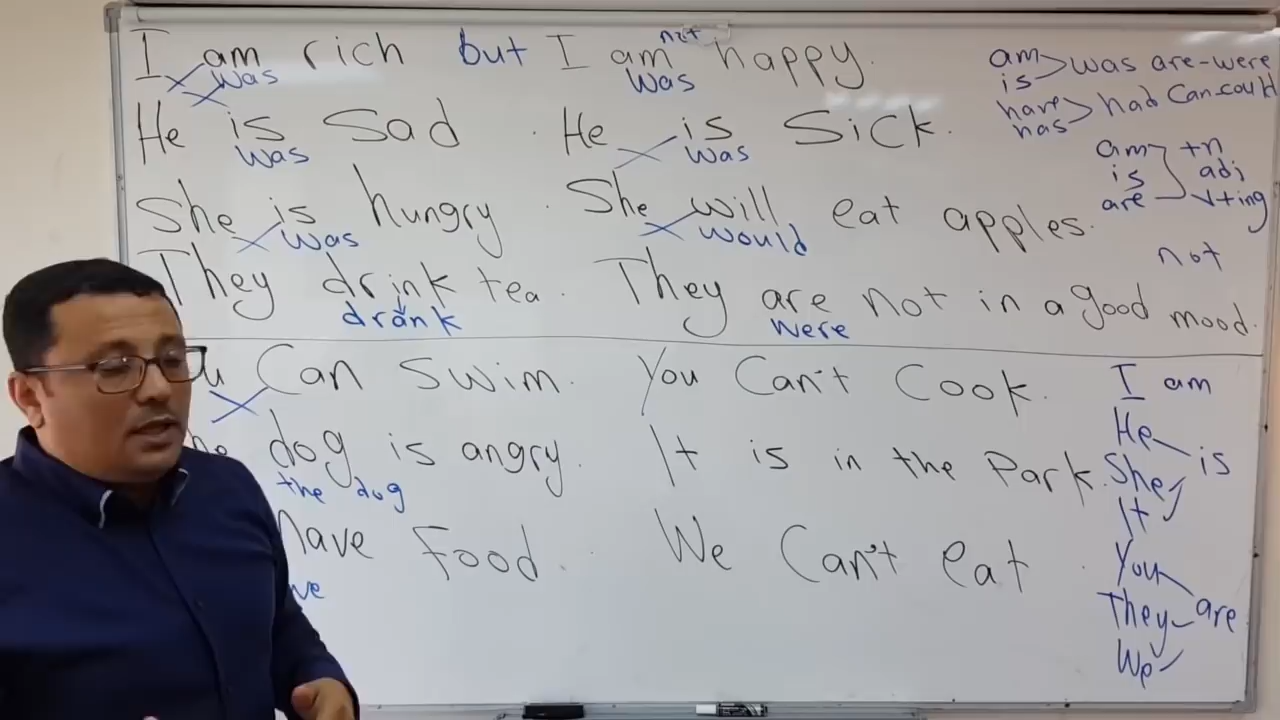 I am rich but I am not happy.
was was
He is Sad . He is Sick.
was was
She is hungry . She will eat apples.
was would
They drink tea . They are not in a good mood.
drank were
Can Swim. You Can't Cook.
dog is angry. It is in the Park.
the dog
have Food. We Can't eat .
am
is
was are-were
have
has
had Can-could
am +n
is adj
are v+ing
not
I am
He
She is
It
You
They are
We